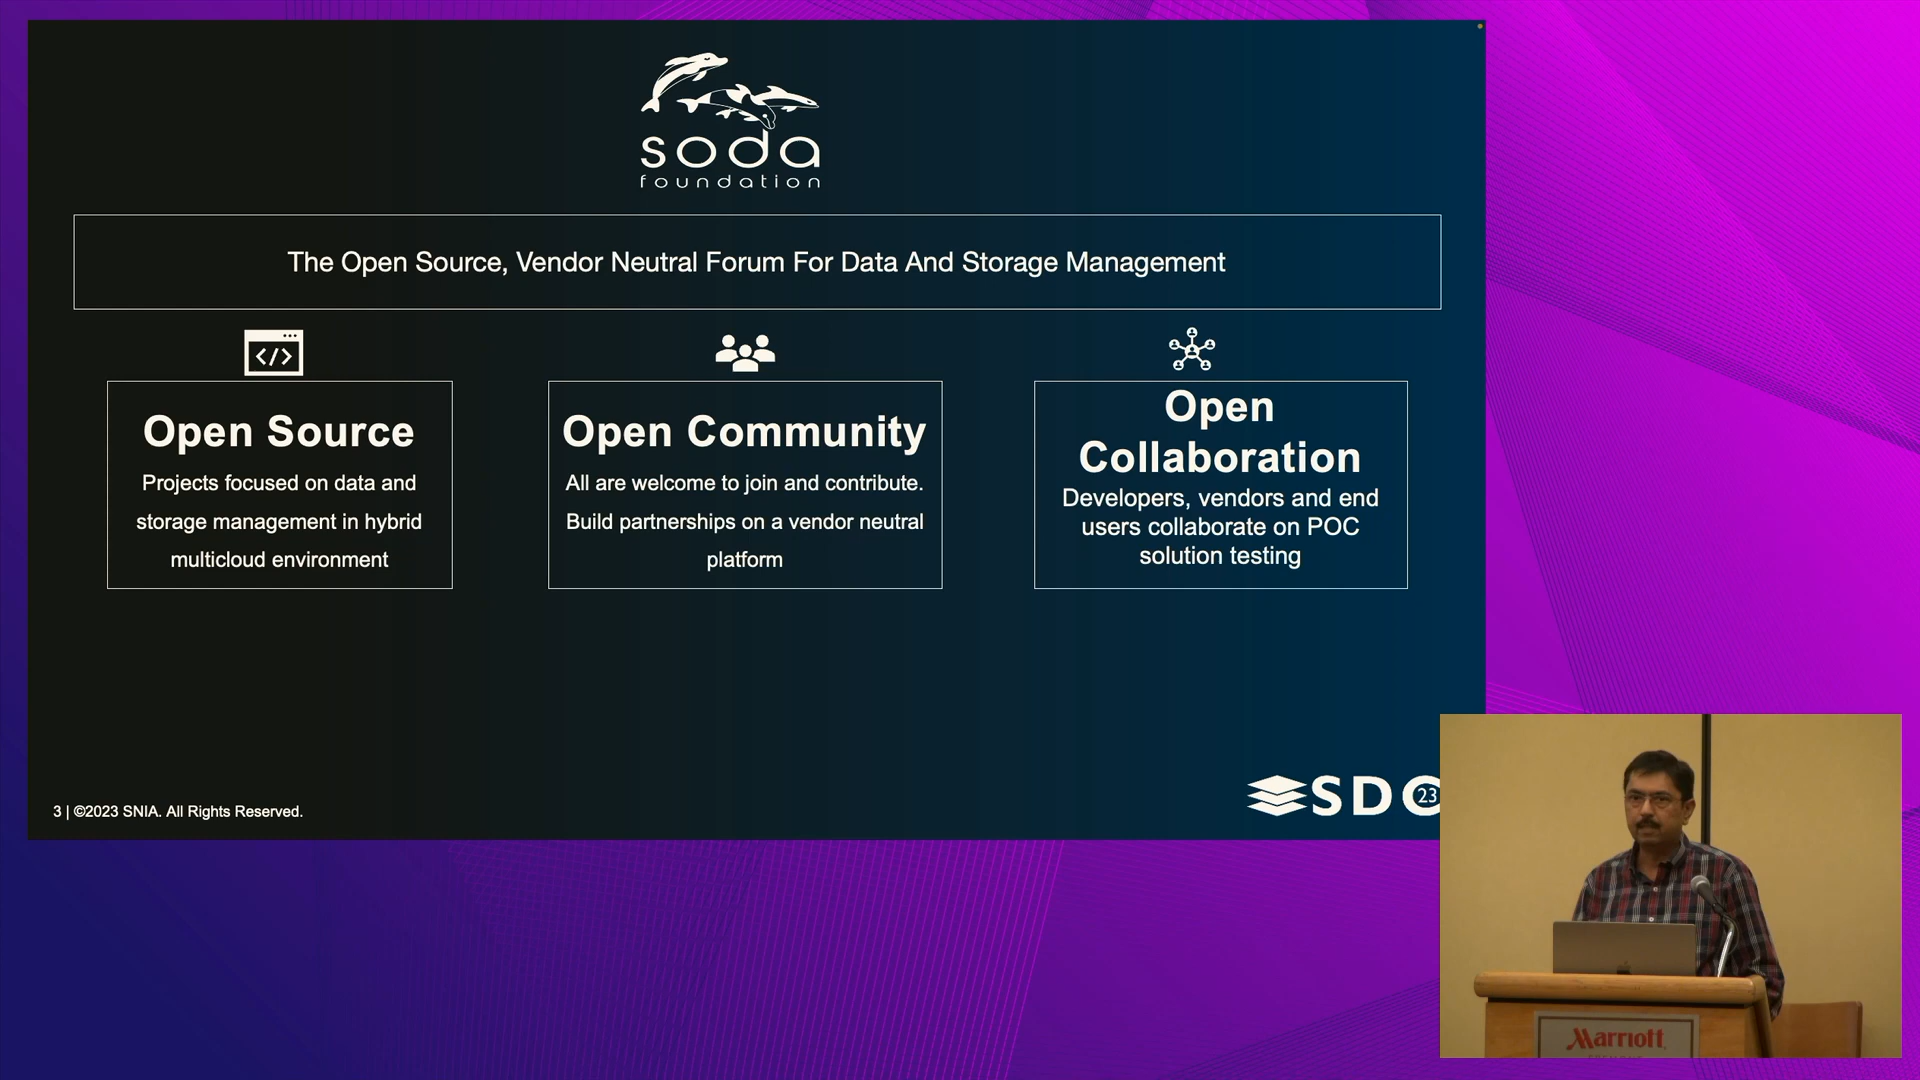 soda
foundation
The Open Source, Vendor Neutral Forum For Data And Storage Management
</>
Open Source
Projects focused on data and
storage management in hybrid
multicloud environment
Open Community
All are welcome to join and contribute.
Build partnerships on a vendor neutral
platform
Open
Collaboration
Developers, vendors and end
users collaborate on POC
solution testing
3 | ©2023 SNIA. All Rights Reserved.
SDC 23
Marriott